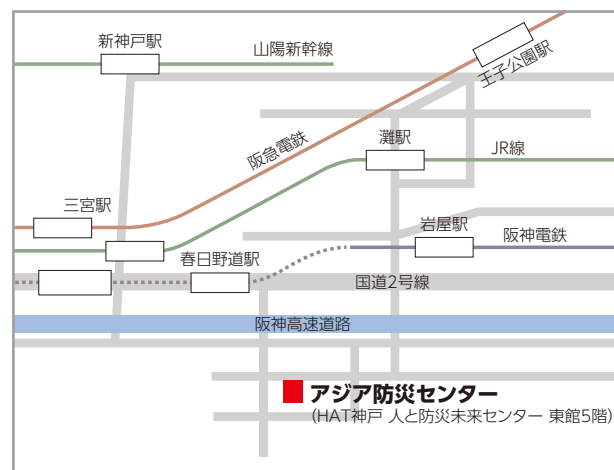 新神戸駅
山陽新幹線
王子公園駅
阪急電鉄
灘駅
JR線
三宮駅
岩屋駅
阪神電鉄
春日野道駅
国道2号線
阪神高速道路
アジア防災センター
(HAT神戸 人と防災未来センター 東館5階)